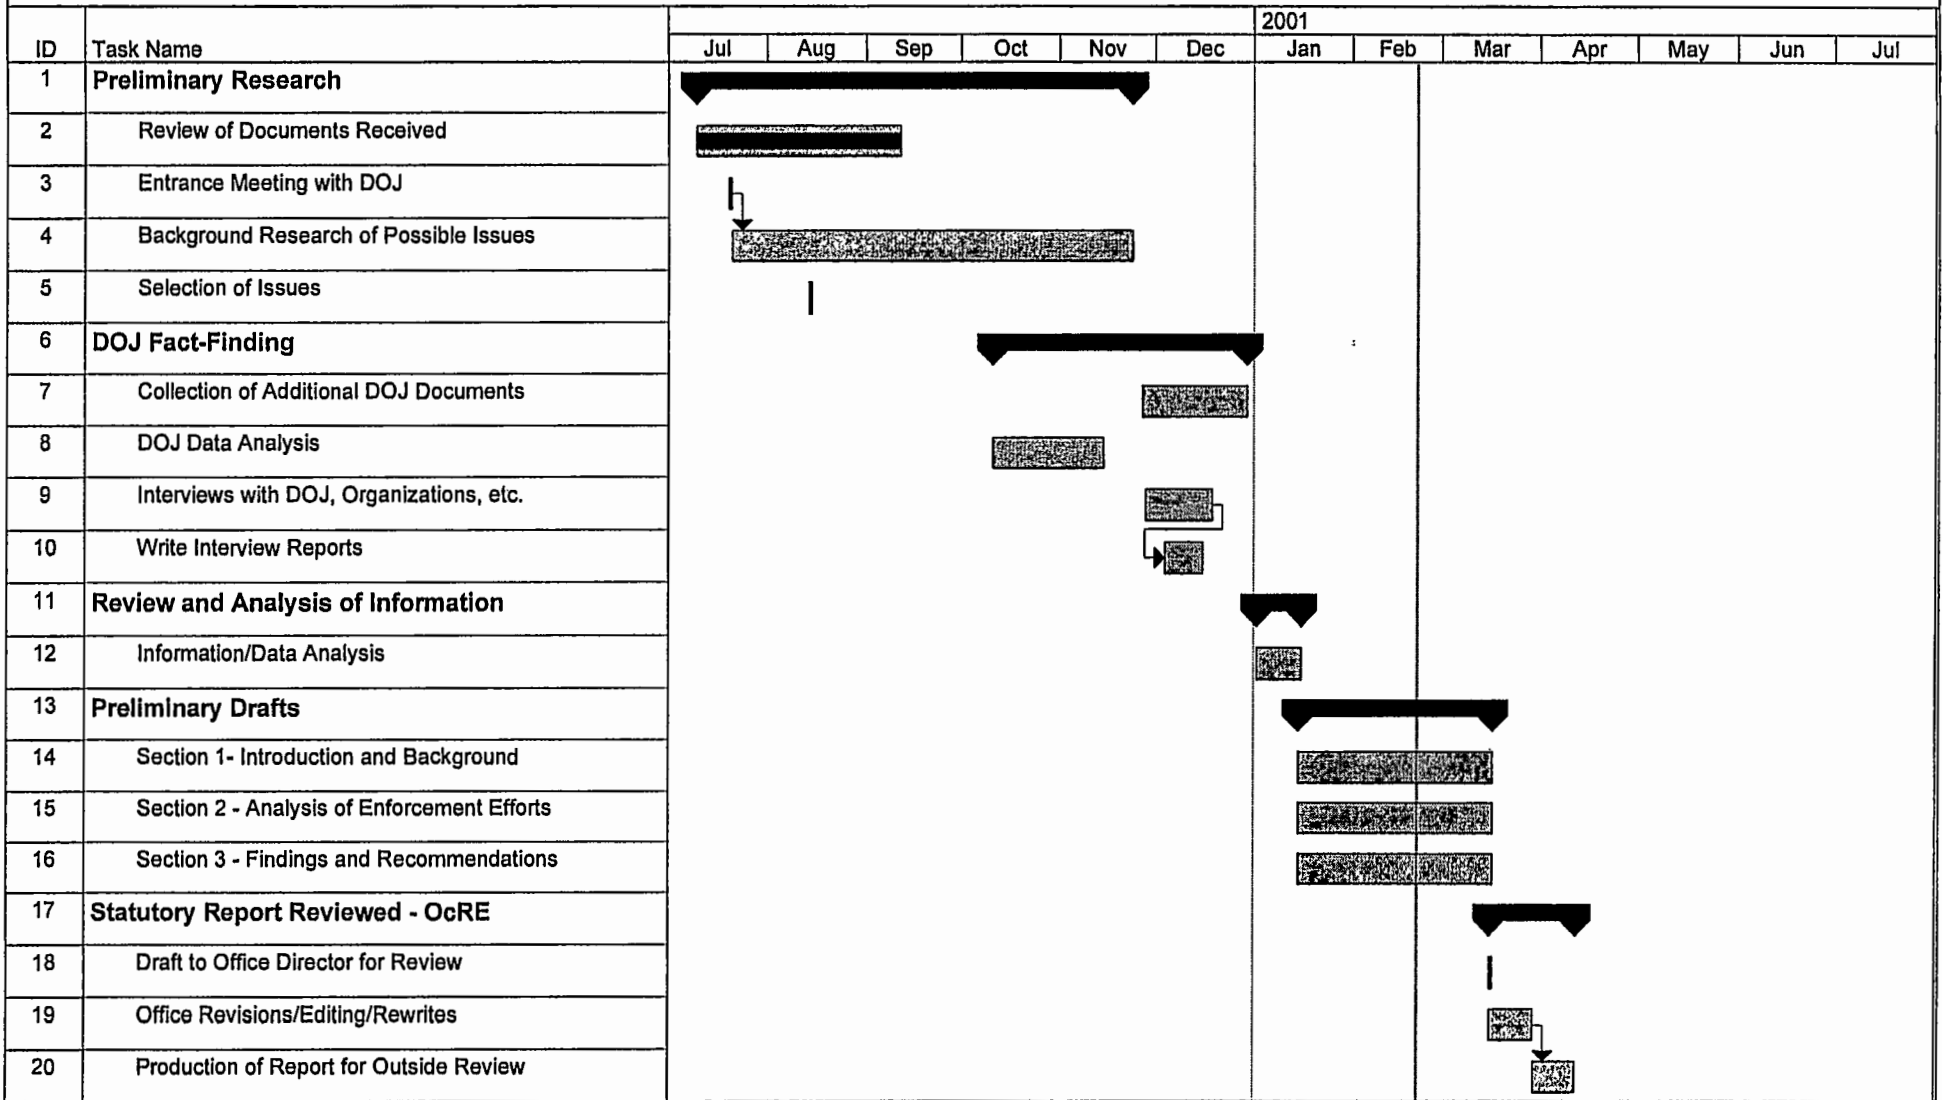 2001
ID Task Name Jul Aug Sep Oct Nov Dec Jan Feb Mar Apr May Jun Jul
1 Preliminary Research
2 Review of Documents Received
3 Entrance Meeting with DOJ
4 Background Research of Possible Issues
5 Selection of Issues
6 DOJ Fact-Finding
7 Collection of Additional DOJ Documents
8 DOJ Data Analysis
9 Interviews with DOJ, Organizations, etc.
10 Write Interview Reports
11 Review and Analysis of Information
12 Information/Data Analysis
13 Preliminary Drafts
14 Section 1- Introduction and Background
15 Section 2 - Analysis of Enforcement Efforts
16 Section 3 - Findings and Recommendations
17 Statutory Report Reviewed - OcRE
18 Draft to Office Director for Review
19 Office Revisions/Editing/Rewrites
20 Production of Report for Outside Review